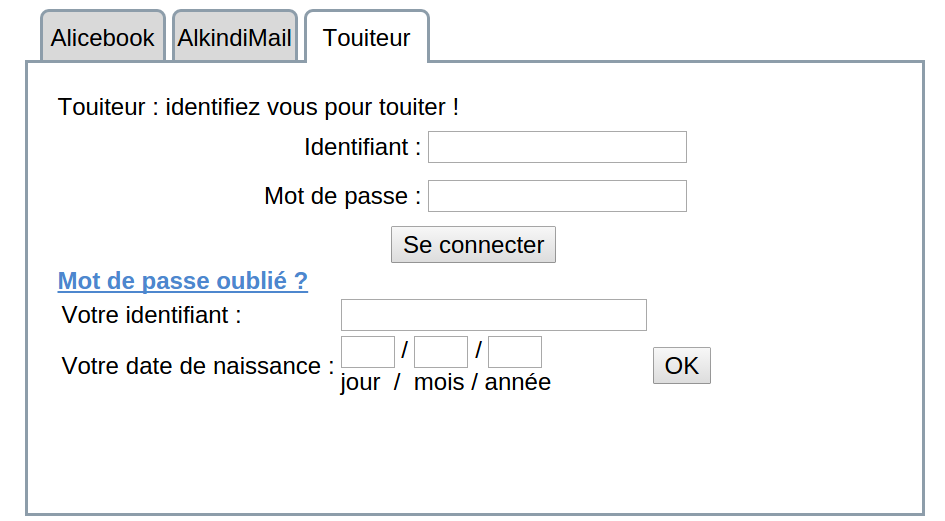 Alicebook AlkindiMail Touiteur
Touiteur : identifiez vous pour touiter !
Identifiant :
Mot de passe :
Se connecter
Mot de passe oublié ?
Votre identifiant :
Votre date de naissance : / /
OK
jour / mois / année